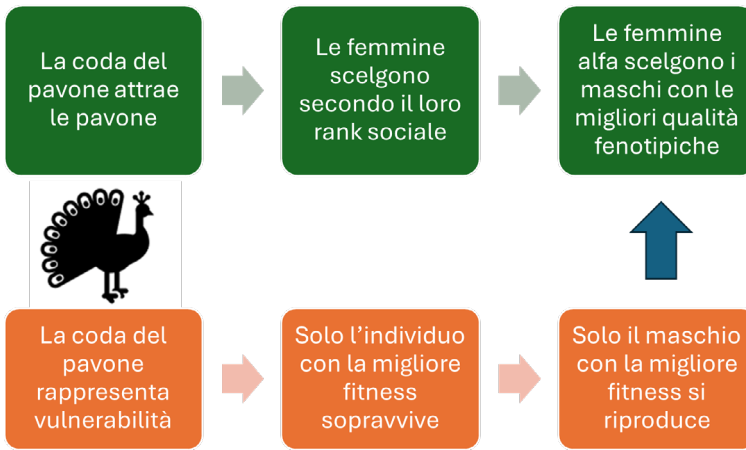 La coda del
pavone attrae
le pavone
Le femmine
scelgono
secondo il loro
rank sociale
Le femmine
alfa scelgono i
maschi con le
migliori qualità
fenotipiche
La coda del
pavone
rappresenta
vulnerabilità
Solo l'individuo
con la migliore
fitness
sopravvive
Solo il maschio
con la migliore
fitness si
riproduce